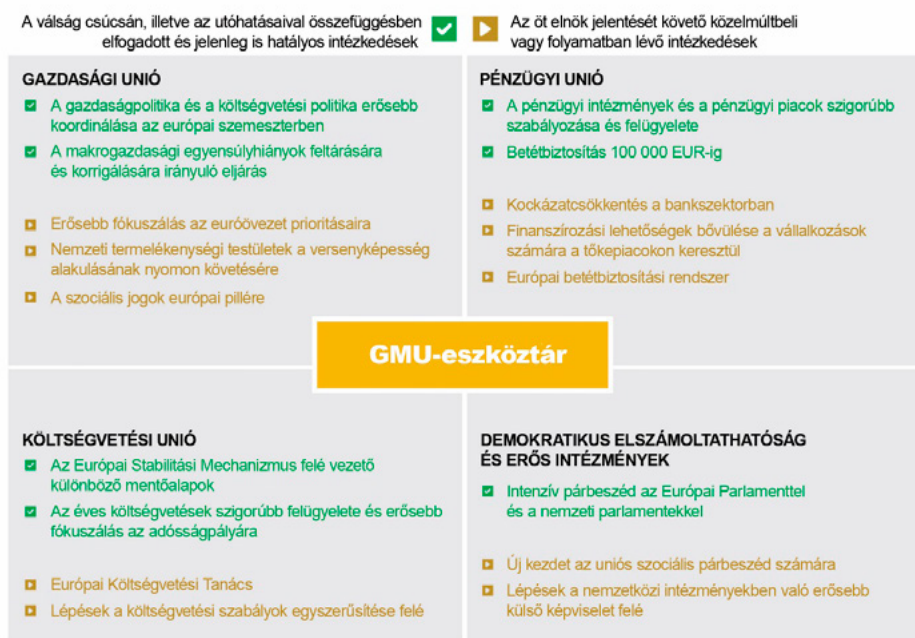 A válság csúcsán, illetve az utóhatásaival összefüggésben
elfogadott és jelenleg is hatályos intézkedések
Az öt elnök jelentését követő közelmúltbeli
vagy folyamatban lévő intézkedések
GAZDASÁGI UNIÓ
A gazdaságpolitika és a költségvetési politika erősebb
koordinálása az európai szemeszterben
A makrogazdasági egyensúlyhiányok feltárására
és korrigálására irányuló eljárás
Erősebb fókuszálás az euróövezet prioritásaira
Nemzeti termelékenységi testületek a versenyképesség
alakulásának nyomon követésére
A szociális jogok európai pillére
PÉNZÜGYI UNIÓ
A pénzügyi intézmények és a pénzügyi piacok szigorúbb
szabályozása és felügyelete
Betétbiztosítás 100 000 EUR-ig
Kockázatcsökkentés a bankszektorban
Finanszírozási lehetőségek bővülése a vállalkozások
számára a tőkepiacokon keresztül
Európai betétbiztosítási rendszer
GMU-eszköztár
KÖLTSÉGVETÉSI UNIÓ
Az Európai Stabilitási Mechanizmus felé vezető
különböző mentőalapok
Az éves költségvetések szigorúbb felügyelete és erősebb
fókuszálás az adósságpályára
Európai Költségvetési Tanács
Lépések a költségvetési szabályok egyszerűsítése felé
DEMOKRATIKUS ELSZÁMOLTATHATÓSÁG
ÉS ERŐS INTÉZMÉNYEK
Intenzív párbeszéd az Európai Parlamenttel
és a nemzeti parlamentekkel
Új kezdet az uniós szociális párbeszéd számára
Lépések a nemzetközi intézményekben való erősebb
külső képviselet felé